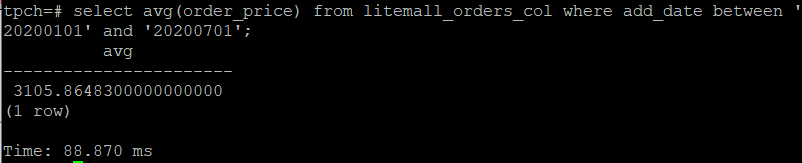 tpch=# select avg(order_price) from litemall_orders_col where add_date between '
20200101' and '20200701';
avg
-----------------------
3105.8648300000000000
(1 row)
Time: 88.870 ms